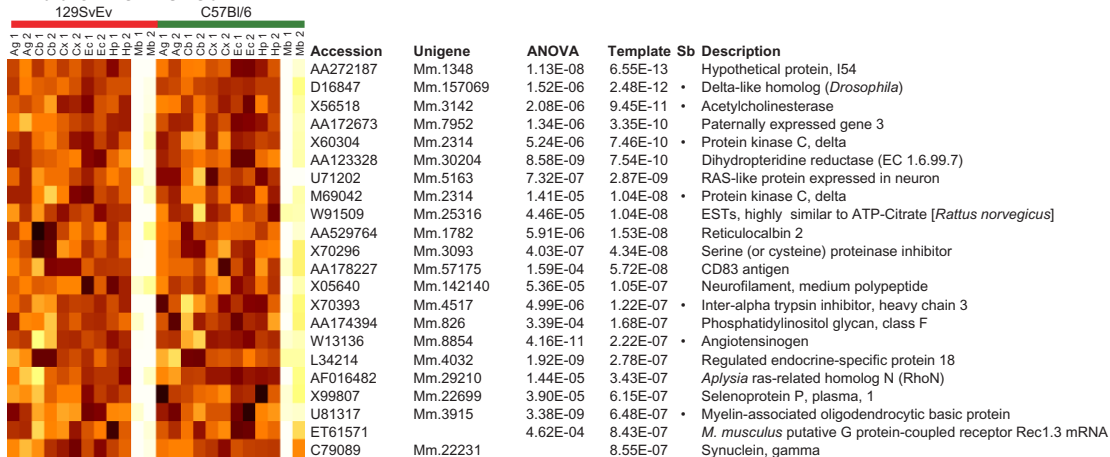 129SvEv C57Bl/6
Ag 1 Ag 2 Cb 1 Cb 2 Cx 1 Cx 2 Ec 1 Ec 2 Hp 1 Hp 2 Mb 1 Mb 2 Ag 1 Ag 2 Cb 1 Cb 2 Cx 1 Cx 2 Ec 1 Ec 2 Hp 1 Hp 2 Mb 1 Mb 2
Accession Unigene ANOVA Template Sb Description
AA272187 Mm.1348 1.13E-08 6.55E-13 Hypothetical protein, I54
D16847 Mm.157069 1.52E-06 2.48E-12 • Delta-like homolog (Drosophila)
X56518 Mm.3142 2.08E-06 9.45E-11 • Acetylcholinesterase
AA172673 Mm.7952 1.34E-06 3.35E-10 Paternally expressed gene 3
X60304 Mm.2314 5.24E-06 7.46E-10 • Protein kinase C, delta
AA123328 Mm.30204 8.58E-09 7.54E-10 Dihydropteridine reductase (EC 1.6.99.7)
U71202 Mm.5163 7.32E-07 2.87E-09 RAS-like protein expressed in neuron
M69042 Mm.2314 1.41E-05 1.04E-08 • Protein kinase C, delta
W91509 Mm.25316 4.46E-05 1.04E-08 ESTs, highly similar to ATP-Citrate [Rattus norvegicus]
AA529764 Mm.1782 5.91E-06 1.53E-08 Reticulocalbin 2
X70296 Mm.3093 4.03E-07 4.34E-08 Serine (or cysteine) proteinase inhibitor
AA178227 Mm.57175 1.59E-04 5.72E-08 CD83 antigen
X05640 Mm.142140 5.36E-05 1.05E-07 Neurofilament, medium polypeptide
X70393 Mm.4517 4.99E-06 1.22E-07 • Inter-alpha trypsin inhibitor, heavy chain 3
AA174394 Mm.826 3.39E-04 1.68E-07 Phosphatidylinositol glycan, class F
W13136 Mm.8854 4.16E-11 2.22E-07 • Angiotensinogen
L34214 Mm.4032 1.92E-09 2.78E-07 Regulated endocrine-specific protein 18
AF016482 Mm.29210 1.44E-05 3.43E-07 Aplysia ras-related homolog N (RhoN)
X99807 Mm.22699 3.90E-05 6.15E-07 Selenoprotein P, plasma, 1
U81317 Mm.3915 3.38E-09 6.48E-07 • Myelin-associated oligodendrocytic basic protein
ET61571 4.62E-04 8.43E-07 M. musculus putative G protein-coupled receptor Rec1.3 mRNA
C79089 Mm.22231 8.55E-07 Synuclein, gamma